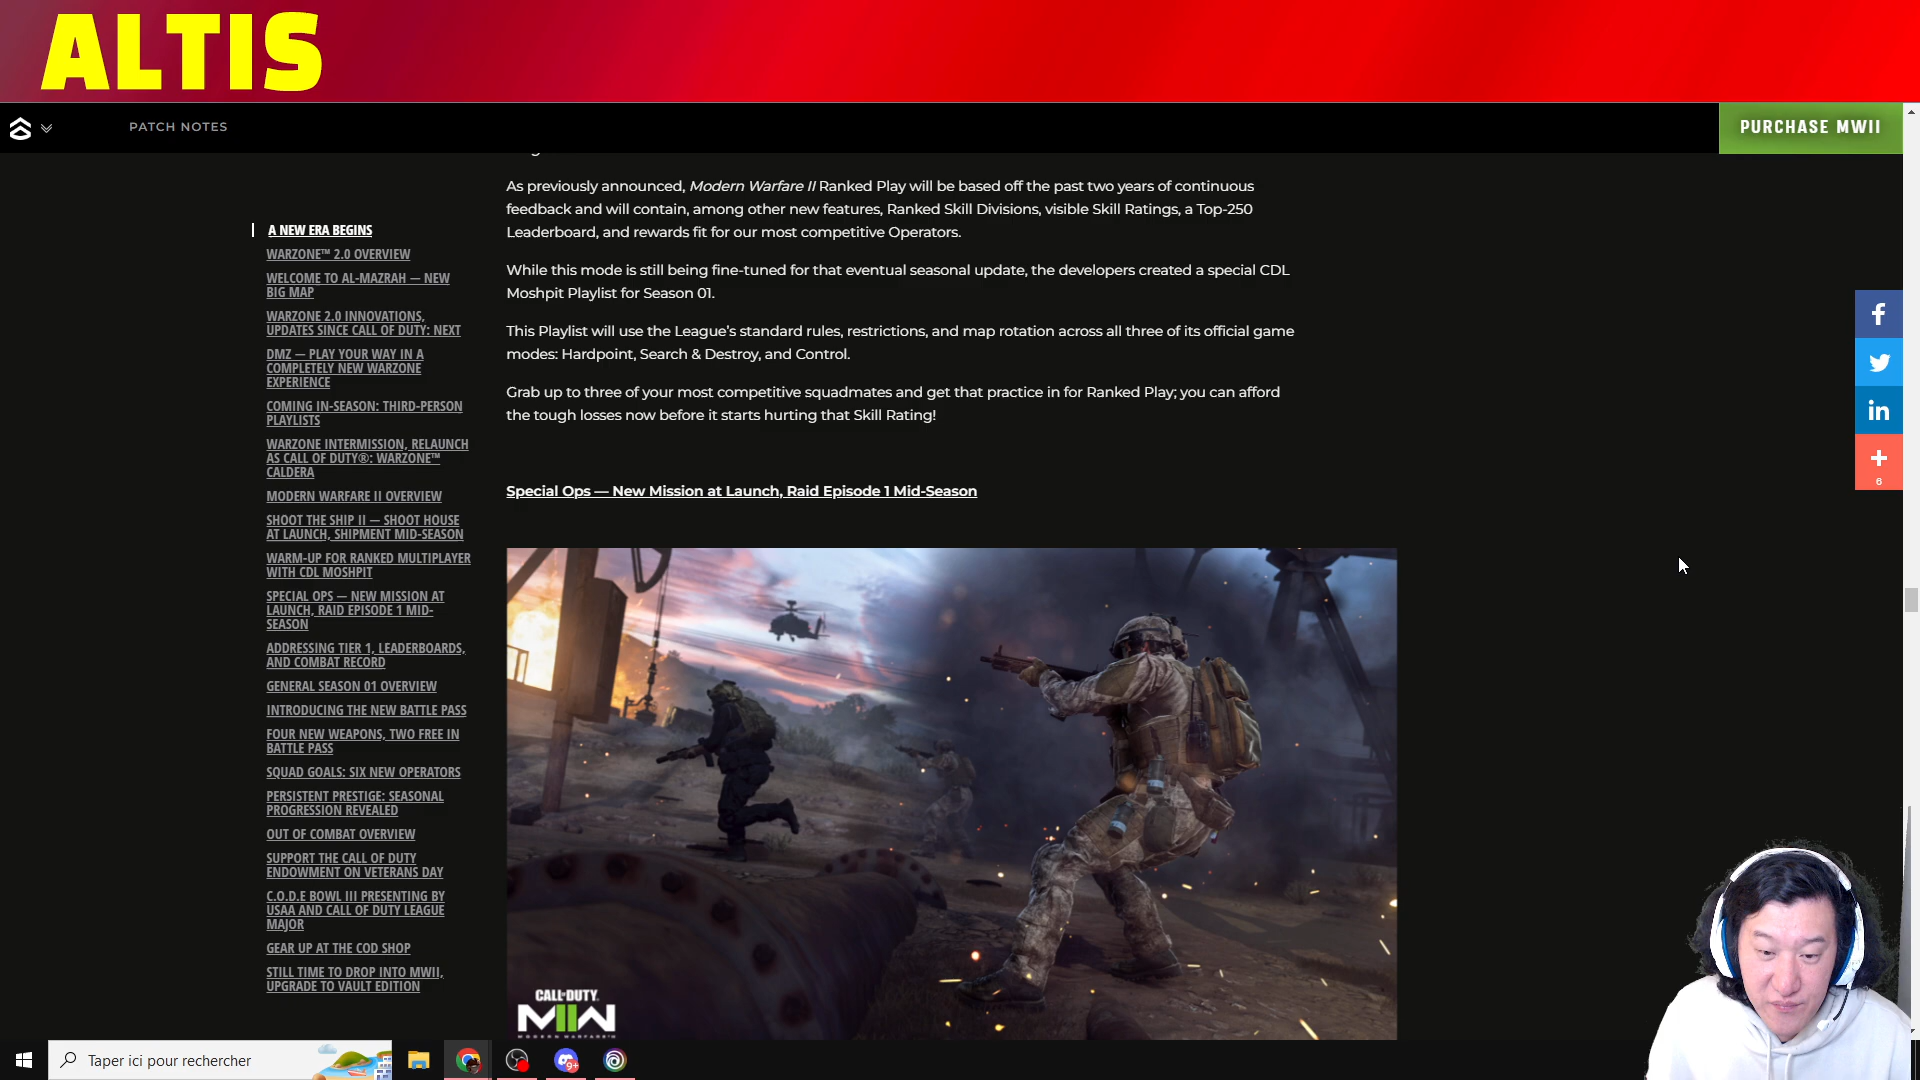 ALTIS
PATCH NOTES
PURCHASE MWII
A NEW ERA BEGINS
WARZONE™ 2.0 OVERVIEW
WELCOME TO AL-MAZRAH — NEW
BIG MAP
WARZONE 2.0 INNOVATIONS,
UPDATES SINCE CALL OF DUTY: NEXT
DMZ — PLAY YOUR WAY IN A
COMPLETELY NEW WARZONE
EXPERIENCE
COMING IN-SEASON: THIRD-PERSON
PLAYLISTS
WARZONE INTERMISSION, RELAUNCH
AS CALL OF DUTY®: WARZONE™
CALDERA
MODERN WARFARE II OVERVIEW
SHOOT THE SHIP II — SHOOT HOUSE
AT LAUNCH, SHIPMENT MID-SEASON
WARM-UP FOR RANKED MULTIPLAYER
WITH CDL MOSHPIT
SPECIAL OPS — NEW MISSION AT
LAUNCH, RAID EPISODE 1 MID-
SEASON
ADDRESSING TIER 1, LEADERBOARDS,
AND COMBAT RECORD
GENERAL SEASON 01 OVERVIEW
INTRODUCING THE NEW BATTLE PASS
FOUR NEW WEAPONS, TWO FREE IN
BATTLE PASS
SQUAD GOALS: SIX NEW OPERATORS
PERSISTENT PRESTIGE: SEASONAL
PROGRESSION REVEALED
OUT OF COMBAT OVERVIEW
SUPPORT THE CALL OF DUTY
ENDOWMENT ON VETERANS DAY
C.O.D.E BOWL III PRESENTING BY
USAA AND CALL OF DUTY LEAGUE
MAJOR
GEAR UP AT THE COD SHOP
STILL TIME TO DROP INTO MWII,
UPGRADE TO VAULT EDITION
As previously announced, Modern Warfare II Ranked Play will be based off the past two years of continuous
feedback and will contain, among other new features, Ranked Skill Divisions, visible Skill Ratings, a Top-250
Leaderboard, and rewards fit for our most competitive Operators.
While this mode is still being fine-tuned for that eventual seasonal update, the developers created a special CDL
Moshpit Playlist for Season 01.
This Playlist will use the League's standard rules, restrictions, and map rotation across all three of its official game
modes: Hardpoint, Search & Destroy, and Control.
Grab up to three of your most competitive squadmates and get that practice in for Ranked Play; you can afford
the tough losses now before it starts hurting that Skill Rating!
Special Ops — New Mission at Launch, Raid Episode 1 Mid-Season
CALL OF DUTY
MWII
MODERN WARFARE II
6
Taper ici pour rechercher
9+